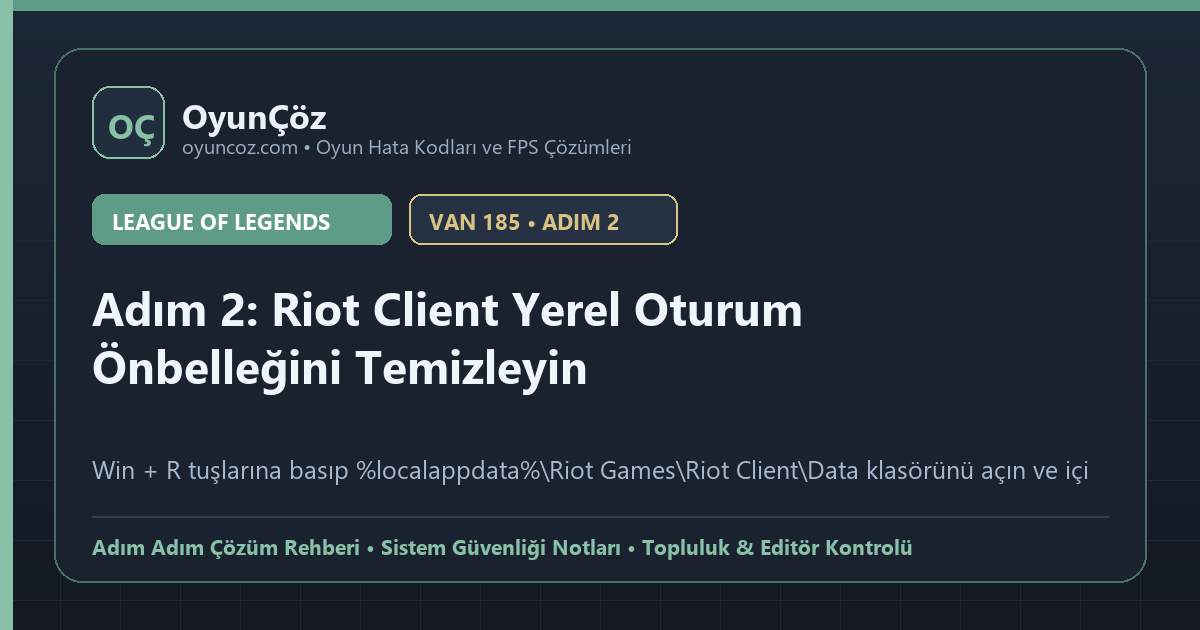 OÇ
OyunÇöz
oyuncoz.com • Oyun Hata Kodları ve FPS Çözümleri
LEAGUE OF LEGENDS
VAN 185 • ADIM 2
Adım 2: Riot Client Yerel Oturum
Önbelleğini Temizleyin
Win + R tuşlarına basıp %localappdata%\Riot Games\Riot Client\Data klasörünü açın ve içi
Adım Adım Çözüm Rehberi • Sistem Güvenliği Notları • Topluluk & Editör Kontrolü